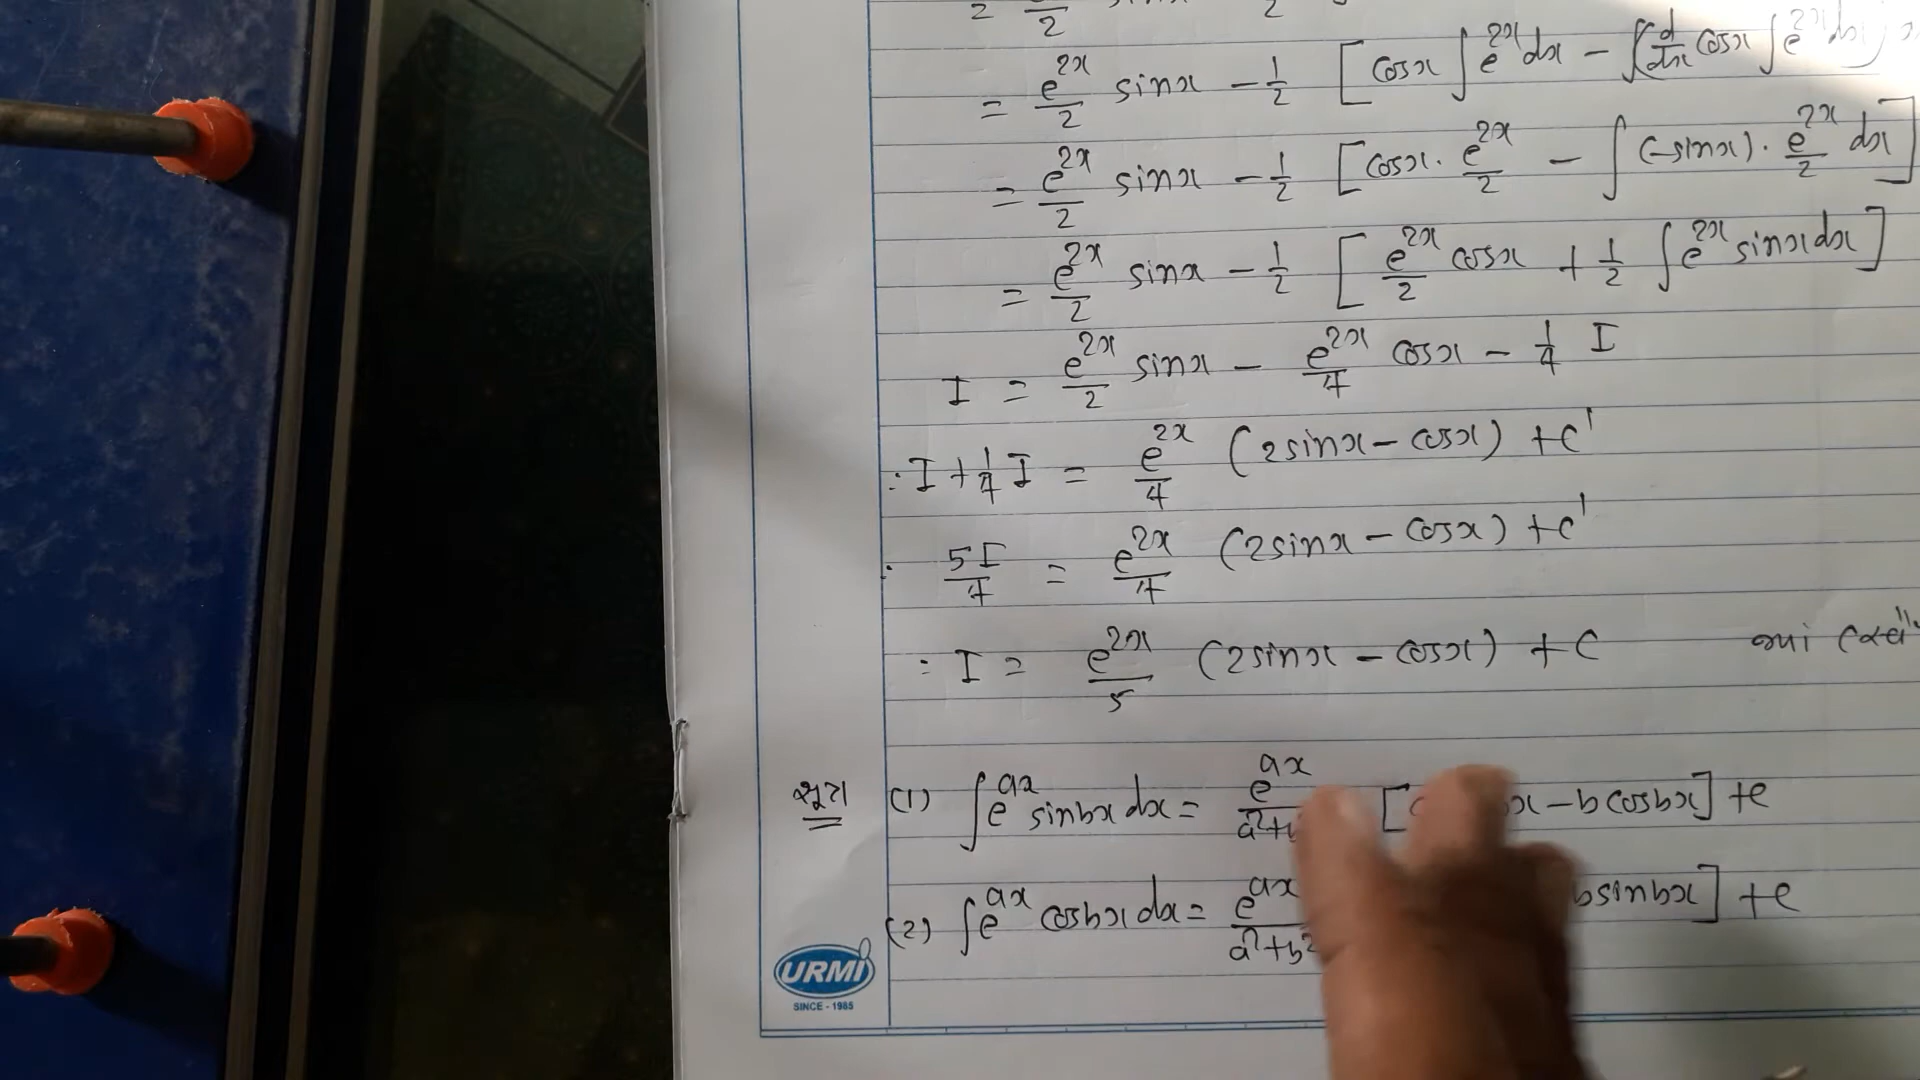 = e^{2x}/2 sinx - 1/2 [cosx ∫e^{2x} dx - ∫(d/dx cosx ∫e^{2x} dx)
= e^{2x}/2 sinx - 1/2 [cosx. e^{2x}/2 - ∫(-sinx). e^{2x}/2 dx]
= e^{2x}/2 sinx - 1/2 [e^{2x}/2 cosx + 1/2 ∫e^{2x} sinx dx]
I = e^{2x}/2 sinx - e^{2x}/4 cosx - 1/4 I
∴ I + 1/4 I = e^{2x}/4 (2sinx - cosx) + c'
∴ 5I/4 = e^{2x}/4 (2sinx - cosx) + c'
∴ I = e^{2x}/5 (2sinx - cosx) + c
સૂત્ર (1) ∫e^{ax} sinbx dx = e^{ax}/a²+ [ x - b cosbx] + c
(2) ∫e^{ax} cosbx dx = e^{ax}/a²+b² bsinbx] + c
URMI
SINCE - 1985